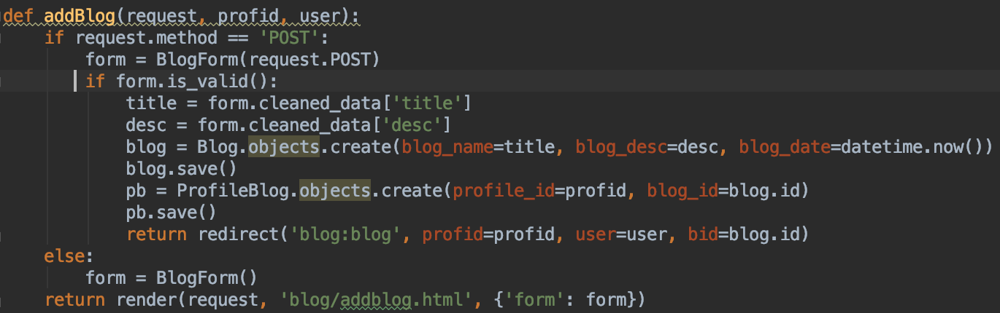 def addBlog(request, profid, user):
    if request.method == 'POST':
        form = BlogForm(request.POST)
        if form.is_valid():
            title = form.cleaned_data['title']
            desc = form.cleaned_data['desc']
            blog = Blog.objects.create(blog_name=title, blog_desc=desc, blog_date=datetime.now())
            blog.save()
            pb = ProfileBlog.objects.create(profile_id=profid, blog_id=blog.id)
            pb.save()
            return redirect('blog:blog', profid=profid, user=user, bid=blog.id)
    else:
        form = BlogForm()
    return render(request, 'blog/addblog.html', {'form': form})